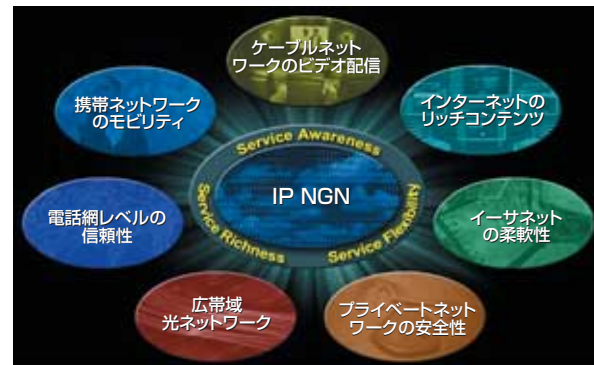 ケーブルネット
ワークのビデオ配信
携帯ネットワーク
のモビリティ
インターネットの
リッチコンテンツ
Service Awareness
IP NGN
Service Richness
Service Flexibility
電話網レベルの
信頼性
イーサネット
の柔軟性
広帯域
光ネットワーク
プライベートネット
ワークの安全性